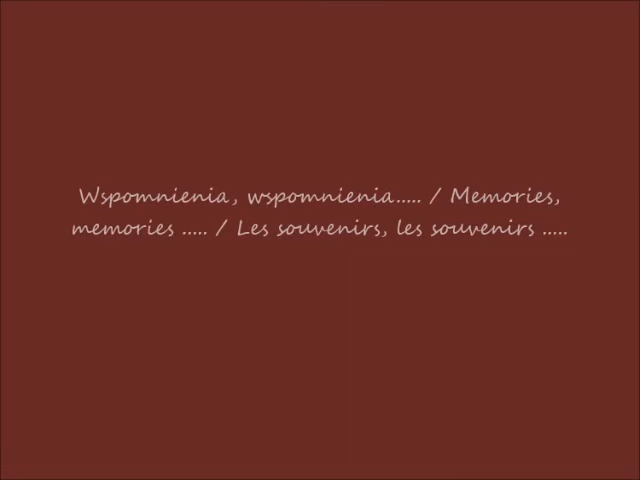 Wspomnienia, wspomnienia..... / Memories,
memories ..... / Les souvenirs, les souvenirs .....